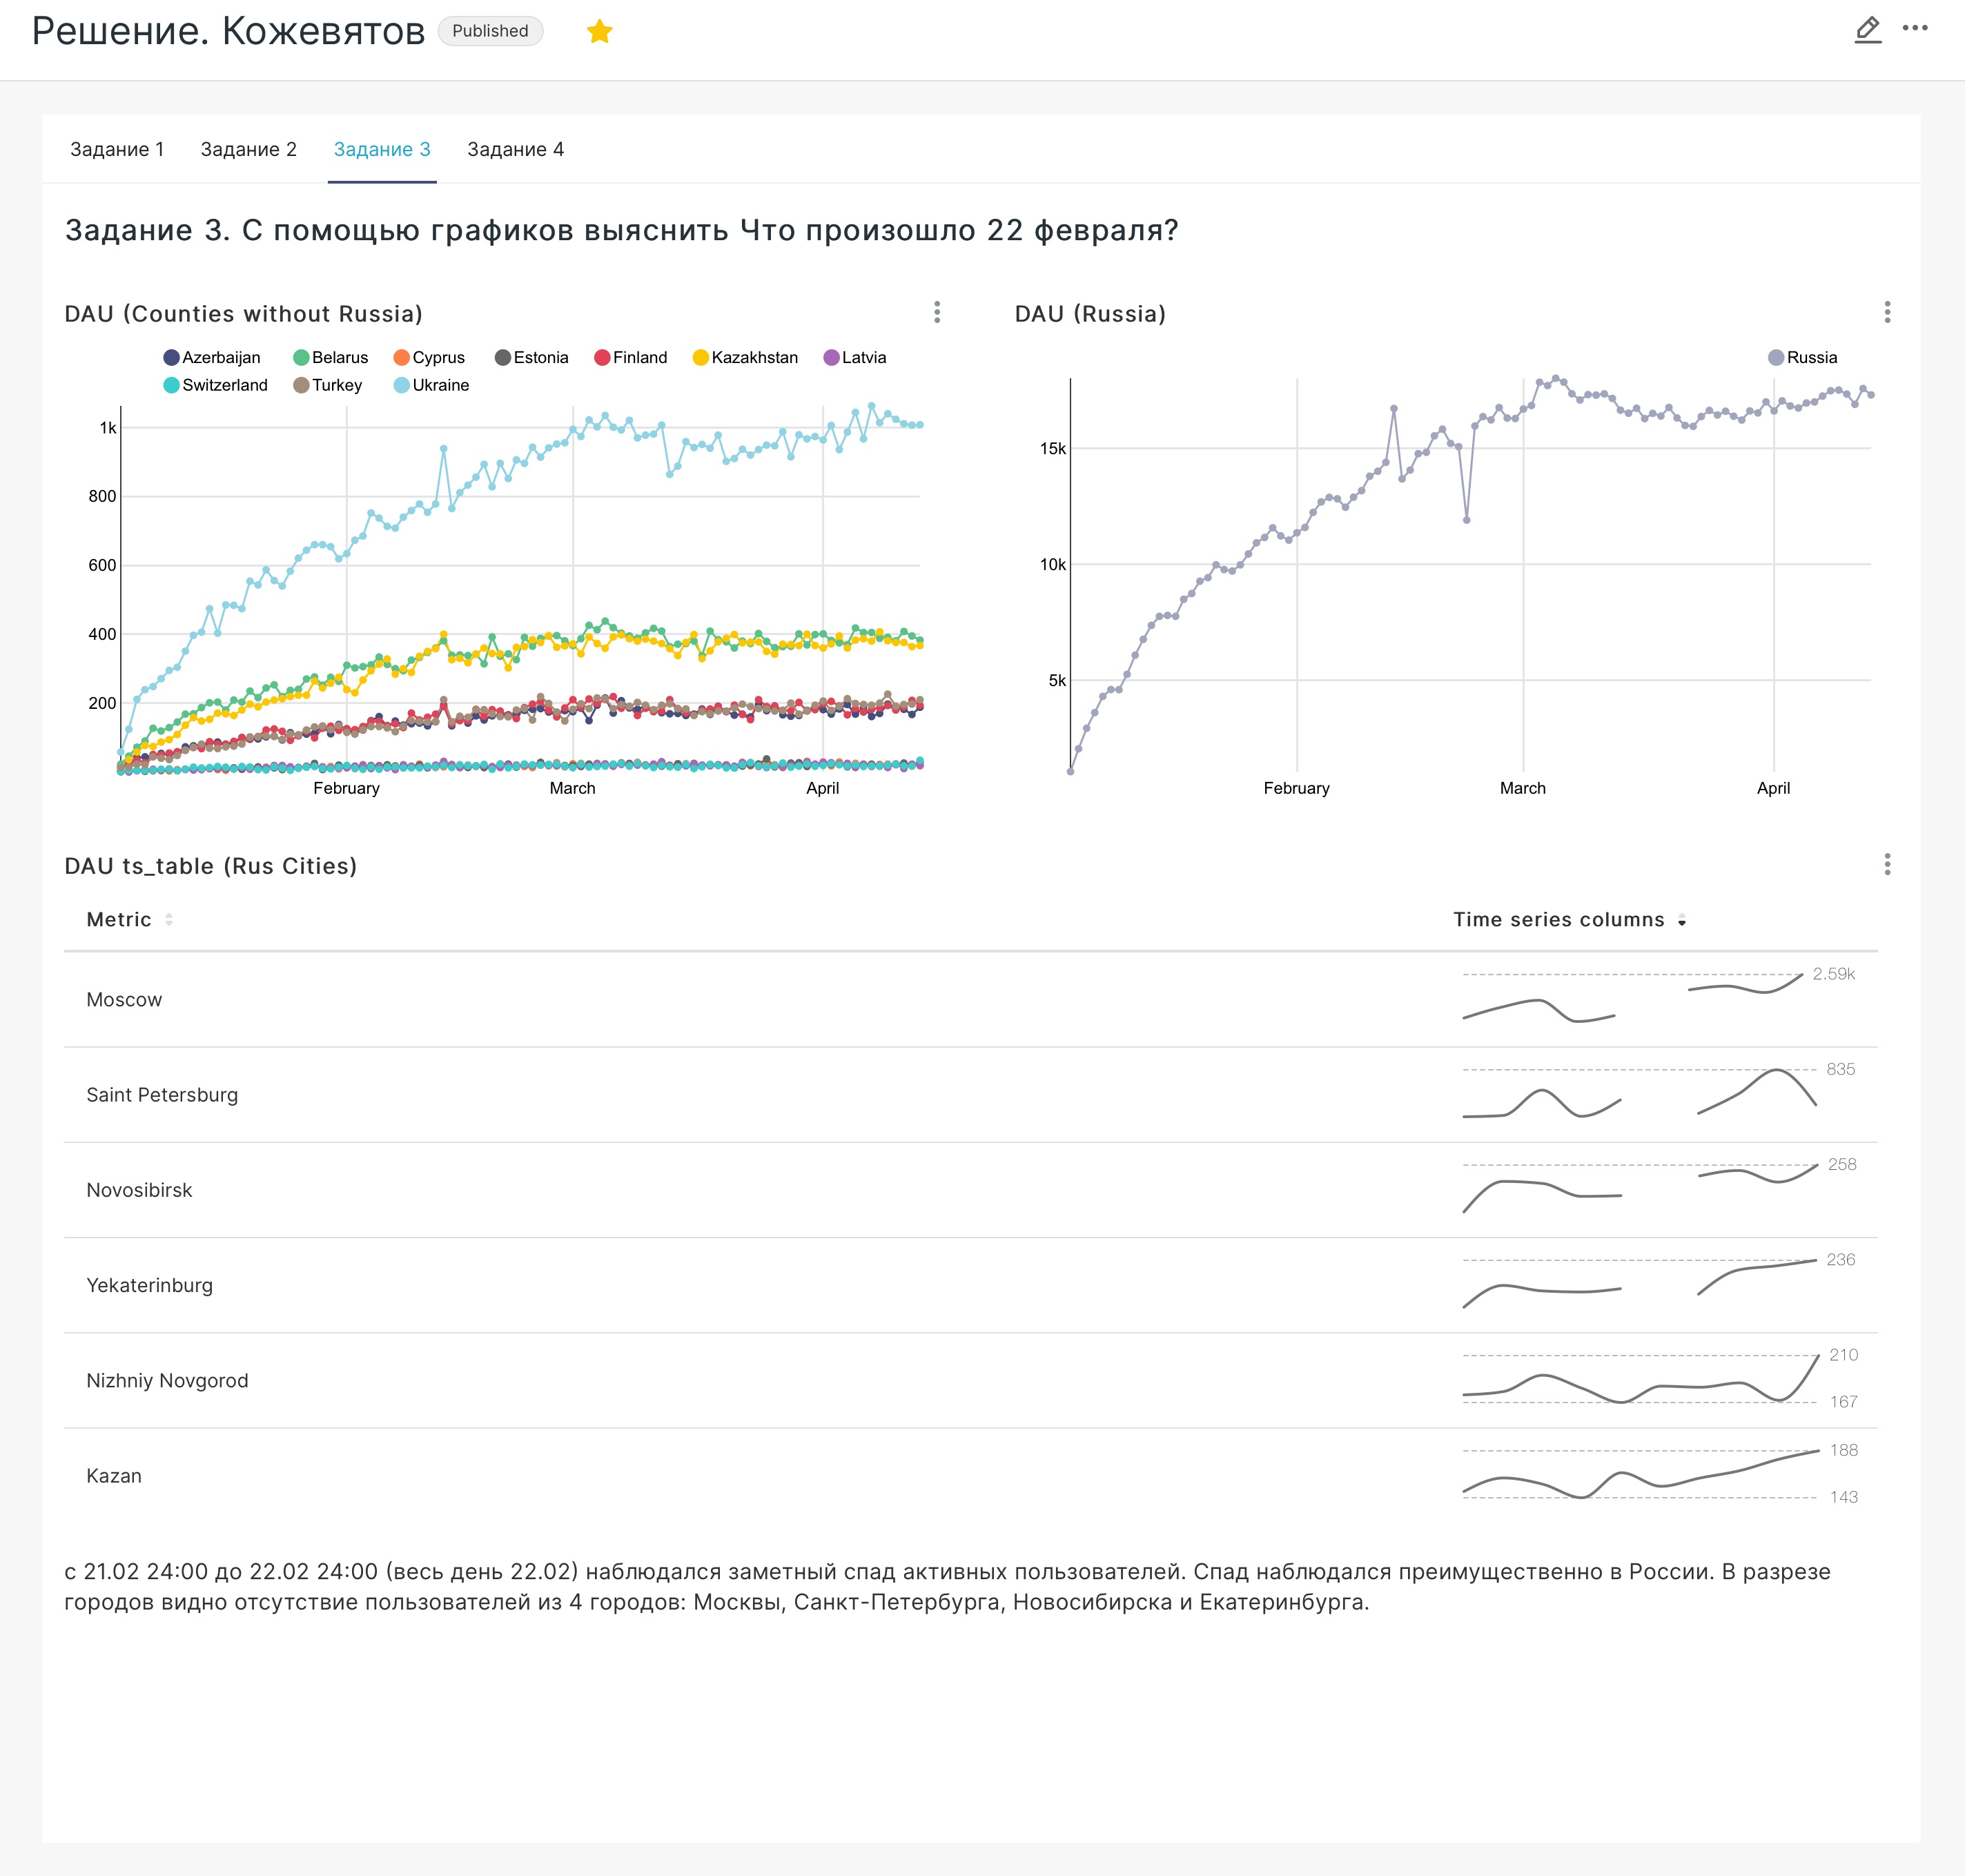 Решение. Кожевятов Published
Задание 1 Задание 2 Задание 3 Задание 4
Задание 3. С помощью графиков выяснить Что произошло 22 февраля?
DAU (Counties without Russia)
Azerbaijan Belarus Cyprus Estonia Finland Kazakhstan Latvia
Switzerland Turkey Ukraine
1k
800
600
400
200
February March April
DAU (Russia)
Russia
15k
10k
5k
February March April
DAU ts_table (Rus Cities)
Metric Time series columns
Moscow 2.59k
Saint Petersburg 835
Novosibirsk 258
Yekaterinburg 236
Nizhniy Novgorod 210
167
Kazan 188
143
с 21.02 24:00 до 22.02 24:00 (весь день 22.02) наблюдался заметный спад активных пользователей. Спад наблюдался преимущественно в России. В разрезе
городов видно отсутствие пользователей из 4 городов: Москвы, Санкт-Петербурга, Новосибирска и Екатеринбурга.